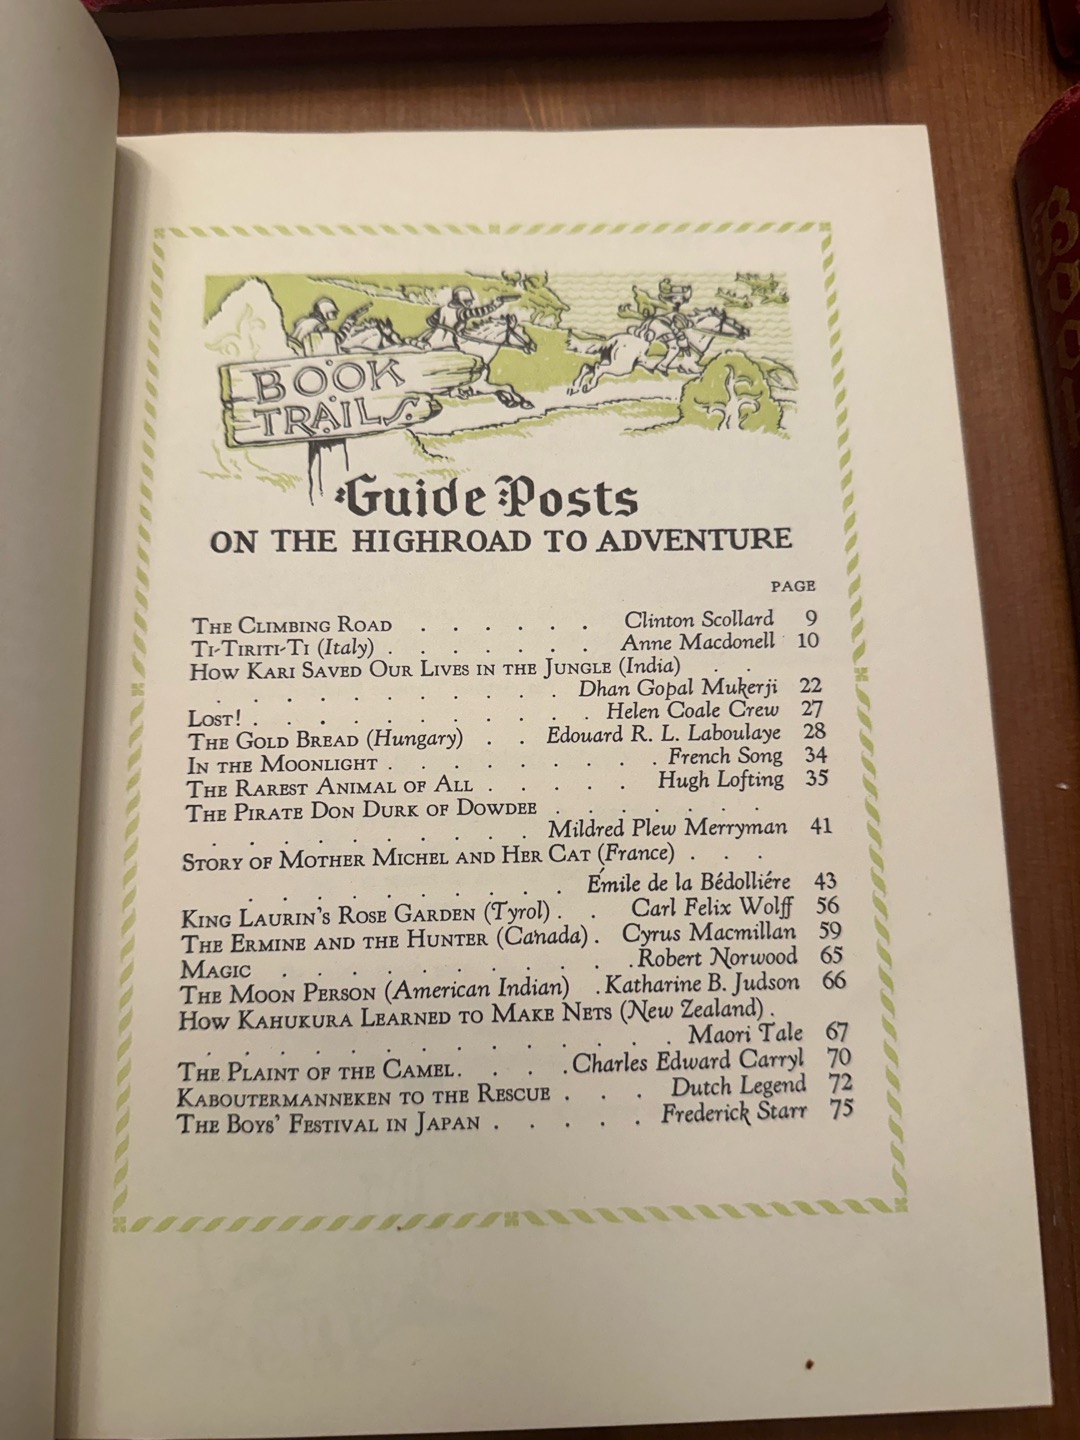 BOOK
TRAILS
Guide Posts
ON THE HIGHROAD TO ADVENTURE
PAGE
THE CLIMBING ROAD . . . . . . Clinton Scollard 9
TI-TIRITI-TI (Italy) . . . . . . . Anne Macdonell 10
HOW KARI SAVED OUR LIVES IN THE JUNGLE (India) . .
. . . . . . . . . . Dhan Gopal Mukerji 22
LOST! . . . . . . . . . . . Helen Coale Crew 27
THE GOLD BREAD (Hungary) . . Edouard R. L. Laboulaye 28
IN THE MOONLIGHT . . . . . . . . . French Song 34
THE RAREST ANIMAL OF ALL . . . . . Hugh Lofting 35
THE PIRATE DON DURK OF DOWDEE . . . . . .
. . . . . . . . . . Mildred Plew Merryman 41
STORY OF MOTHER MICHEL AND HER CAT (France) . . .
. . . . . . . . . . Émile de la Bédolliére 43
KING LAURIN'S ROSE GARDEN (Tyrol) . . Carl Felix Wolff 56
THE ERMINE AND THE HUNTER (Canada) . Cyrus Macmillan 59
MAGIC . . . . . . . . . . . Robert Norwood 65
THE MOON PERSON (American Indian) . Katharine B. Judson 66
HOW KAHUKURA LEARNED TO MAKE NETS (New Zealand) .
. . . . . . . . . . . Maori Tale 67
THE PLAINT OF THE CAMEL . . . . Charles Edward Carryl 70
KABOUTERMANNEKEN TO THE RESCUE . . . Dutch Legend 72
THE BOYS' FESTIVAL IN JAPAN . . . . . Frederick Starr 75